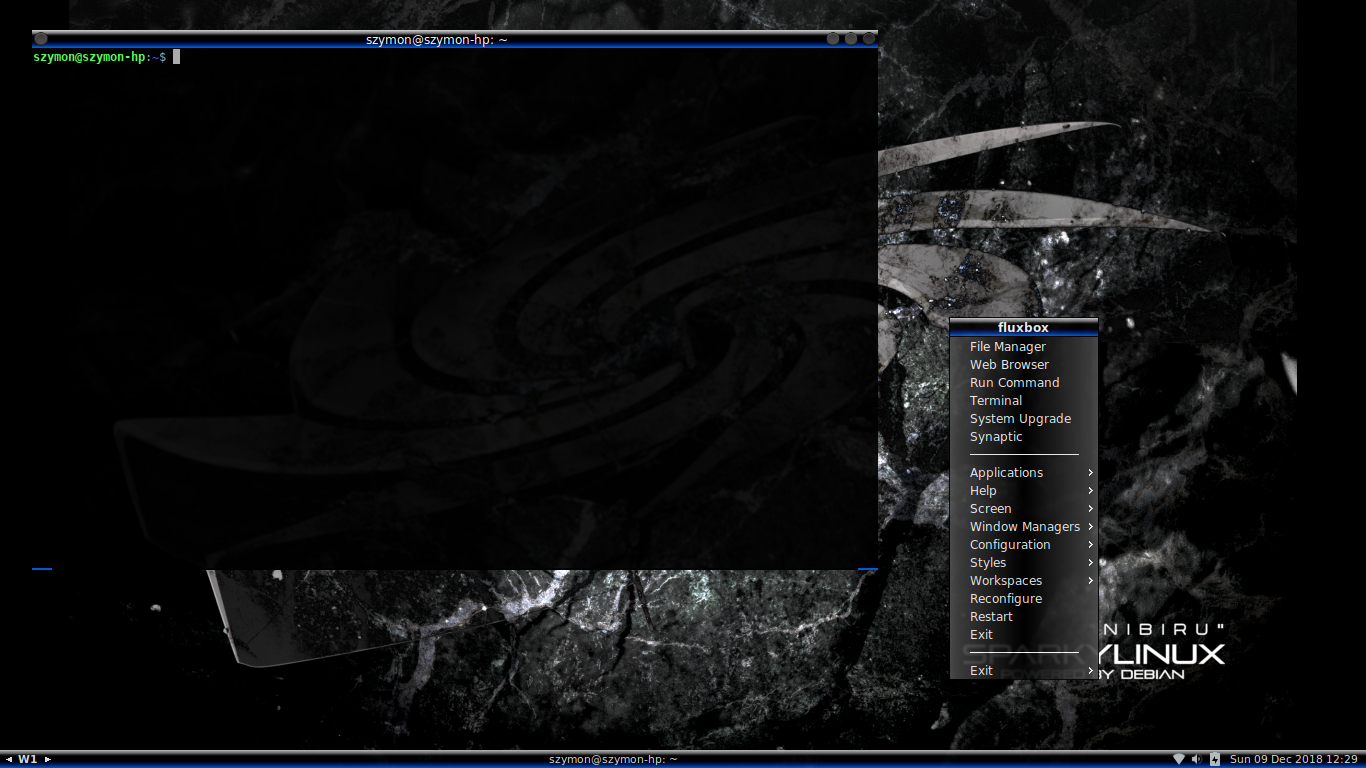 szymon@szymon-hp: ~
szymon@szymon-hp:~$
fluxbox
File Manager
Web Browser
Run Command
Terminal
System Upgrade
Synaptic
Applications
Help
Screen
Window Managers
Configuration
Styles
Workspaces
Reconfigure
Restart
Exit
Exit
NIBIRU"
SPARKYLINUX
BY DEBIAN
W1
szymon@szymon-hp: ~
Sun 09 Dec 2018 12:29